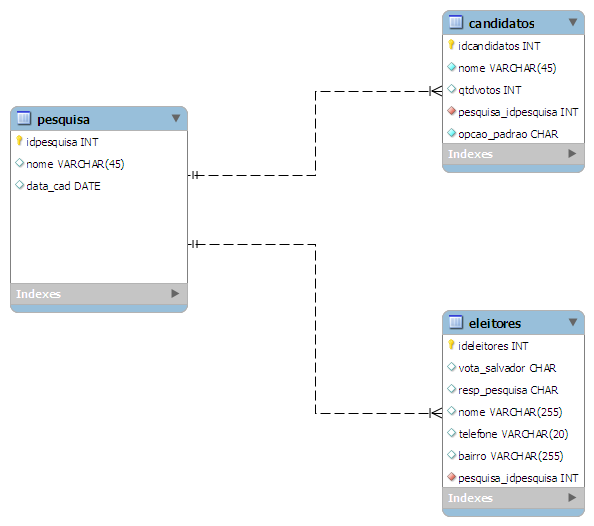 pesquisa
idpesquisa INT
nome VARCHAR(45)
data_cad DATE
Indexes
candidatos
idcandidatos INT
nome VARCHAR(45)
qtdvotos INT
pesquisa_idpesquisa INT
opcao_padrao CHAR
Indexes
eleitores
ideleitores INT
vota_salvador CHAR
resp_pesquisa CHAR
nome VARCHAR(255)
telefone VARCHAR(20)
bairro VARCHAR(255)
pesquisa_idpesquisa INT
Indexes